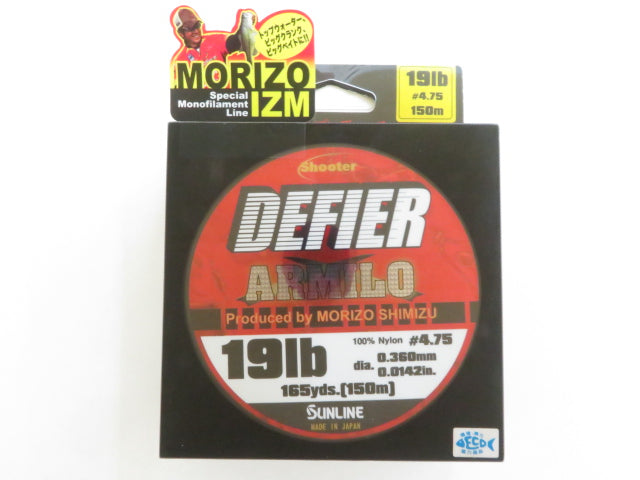 トップウォーター、
ビッグクランク、
ビッグベイトに!!
MORIZO
Special
Monofilament
Line
IZM
19lb
#4.75
150m
Shooter
DEFIER
ARMILO
Produced by MORIZO SHIMIZU
19lb
100% Nylon #4.75
dia. 0.360mm
0.0142in.
165yds.[150m]
SUNLINE
MADE IN JAPAN
ECO